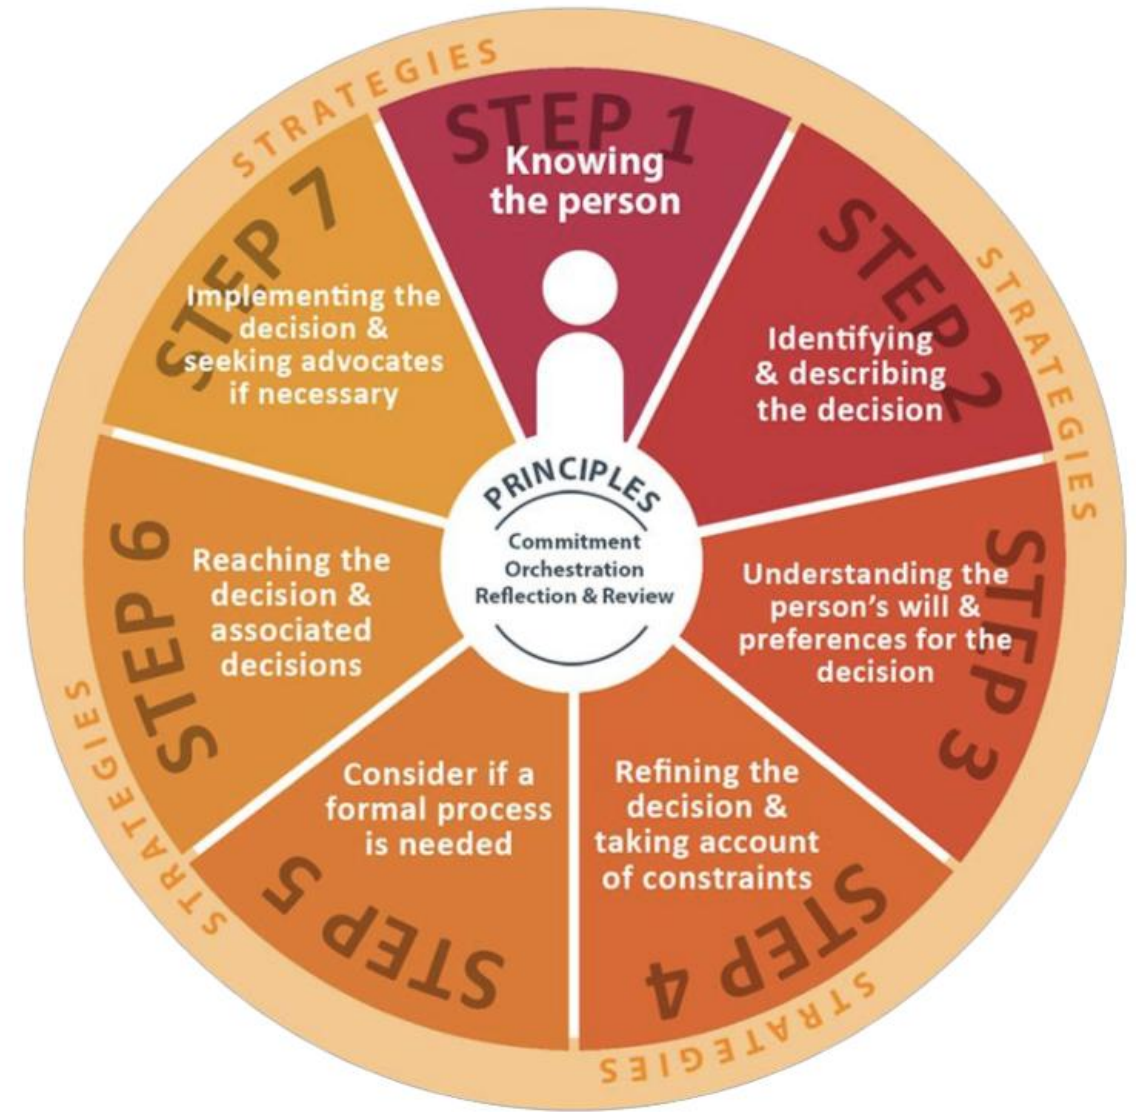 STRATEGIES
STEP 1
Knowing
the person
STEP 2
Identifying
& describing
the decision
STRATEGIES
STEP 3
Understanding the
person's will &
preferences for the
decision
STEP 4
Refining the
decision &
taking account
of constraints
STRATEGIES
STEP 5
Consider if a
formal process
is needed
STEP 6
Reaching the
decision &
associated
decisions
STRATEGIES
STEP 7
Implementing the
decision &
seeking advocates
if necessary
PRINCIPLES
Commitment
Orchestration
Reflection & Review